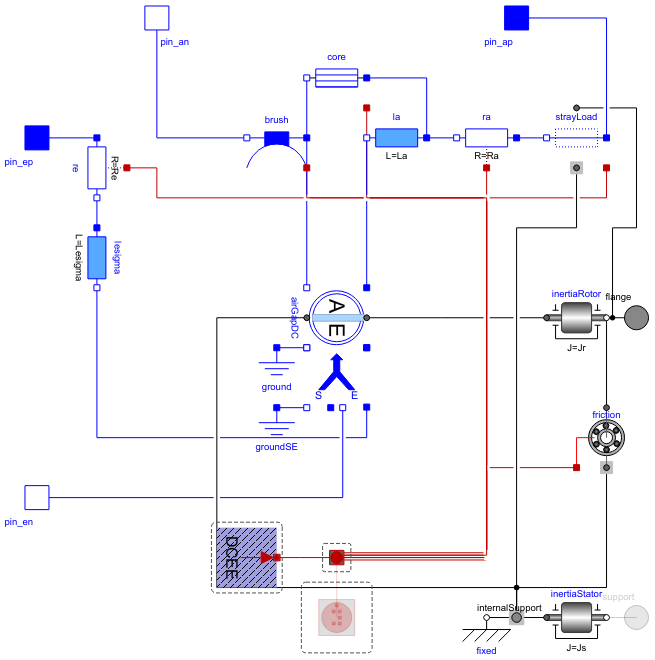 pin_an
pin_ap
core
brush
la
ra
strayLoad
L=La
R=Ra
pin_ep
re
R=Re
L=Lesigma
lesigma
airGapDC
A
E
inertiaRotor
flange
J=Jr
ground
S
E
friction
groundSE
pin_en
DCEE
inertiaStator
support
internalSupport
fixed
J=Js